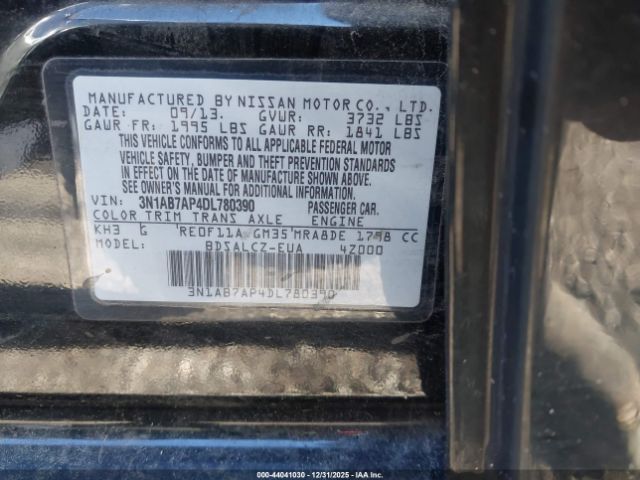 MANUFACTURED BY NISSAN MOTOR CO., LTD.
DATE: 09/13. GVWR: 3732 LBS
GAWR FR: 1995 LBS GAWR RR: 1841 LBS
THIS VEHICLE CONFORMS TO ALL APPLICABLE FEDERAL MOTOR
VEHICLE SAFETY, BUMPER AND THEFT PREVENTION STANDARDS
IN EFFECT ON THE DATE OF MANUFACTURE SHOWN ABOVE.
SEE OWNER'S MANUAL FOR ADDITIONAL INFORMATION.
VIN: 3N1AB7AP4DL780390 PASSENGER CAR.
COLOR TRIM TRANS AXLE ENGINE
KH3 G RE0F11A GM35 MRA8DE 1798 CC
MODEL: BDSALCZ-EUA 4Z000
3N1AB7AP4DL780390
000-44041030 - 12/31/2025 - IAA Inc.